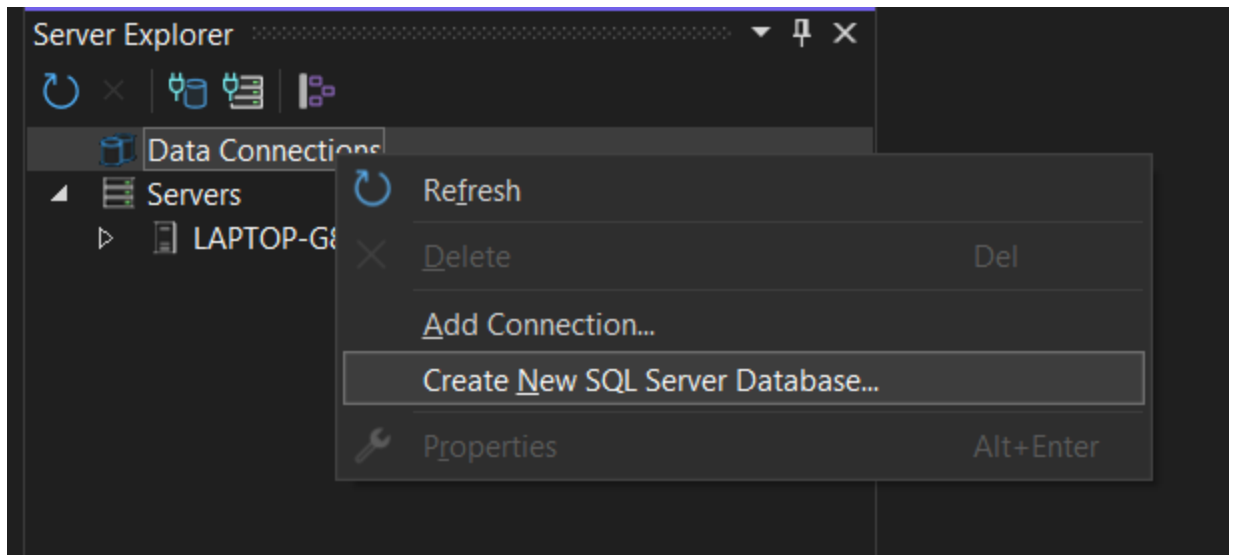 Server Explorer
Data Connections
Servers
LAPTOP-G8
Refresh
Delete Del
Add Connection...
Create New SQL Server Database...
Properties Alt+Enter